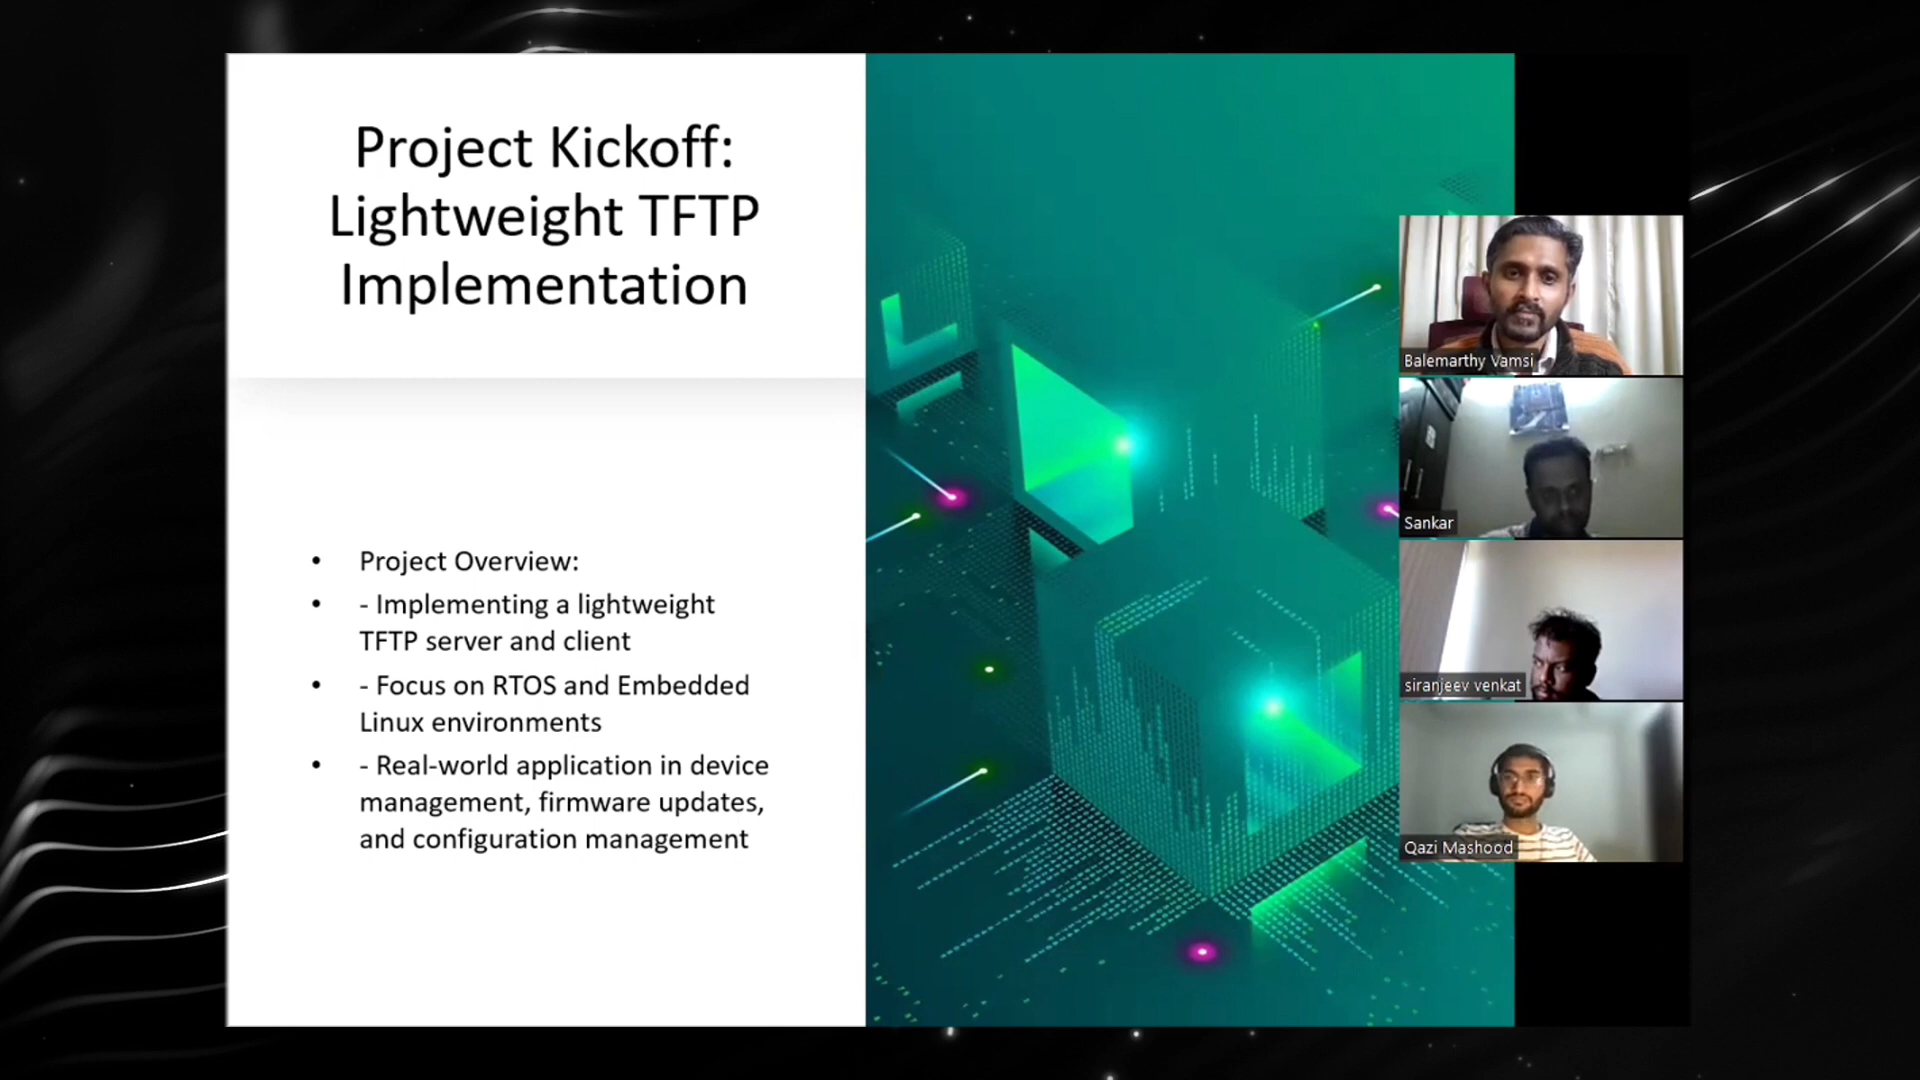 Project Kickoff:
Lightweight TFTP
Implementation
• Project Overview:
• - Implementing a lightweight
TFTP server and client
• - Focus on RTOS and Embedded
Linux environments
• - Real-world application in device
management, firmware updates,
and configuration management
Balemarthy Vamsi
Sankar
siranjeev venkat
Qazi Mashood